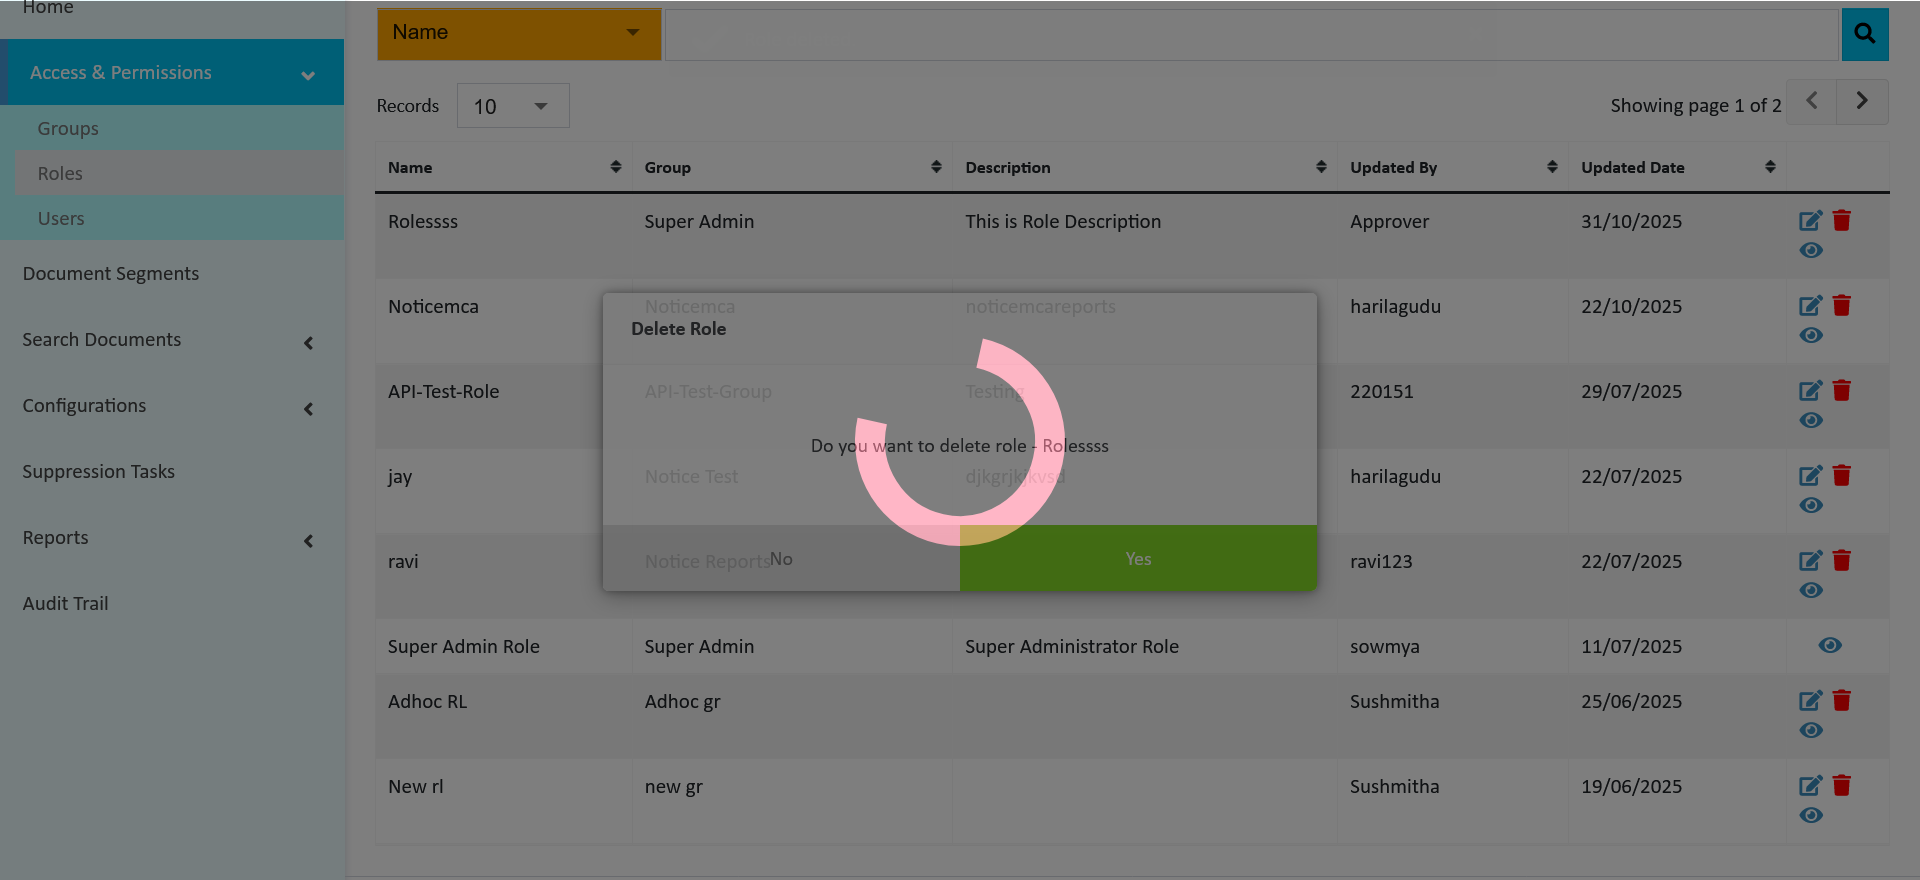 Home
Access & Permissions
Groups
Roles
Users
Document Segments
Search Documents
Configurations
Suppression Tasks
Reports
Audit Trail
Name
Records 10 Showing page 1 of 2
Name Group Description Updated By Updated Date
Rolessss Super Admin This is Role Description Approver 31/10/2025
Noticemca Noticemca noticemcareports harilagudu 22/10/2025
Delete Role
API-Test-Role API-Test-Group Testing 220151 29/07/2025
Do you want to delete role - Rolessss
jay Notice Test djkgrjkjkvsd harilagudu 22/07/2025
No Yes
ravi Notice Reports ravi123 22/07/2025
Super Admin Role Super Admin Super Administrator Role sowmya 11/07/2025
Adhoc RL Adhoc gr Sushmitha 25/06/2025
New rl new gr Sushmitha 19/06/2025